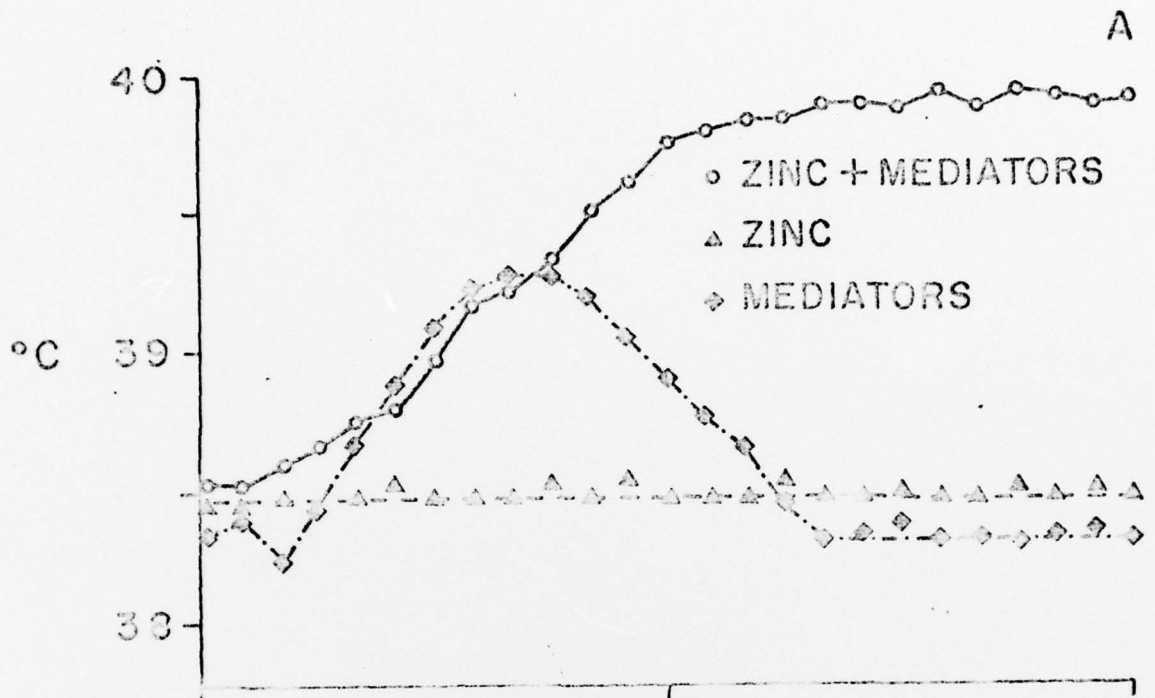 A
40
○ ZINC + MEDIATORS
△ ZINC
◇ MEDIATORS
°C 39
38